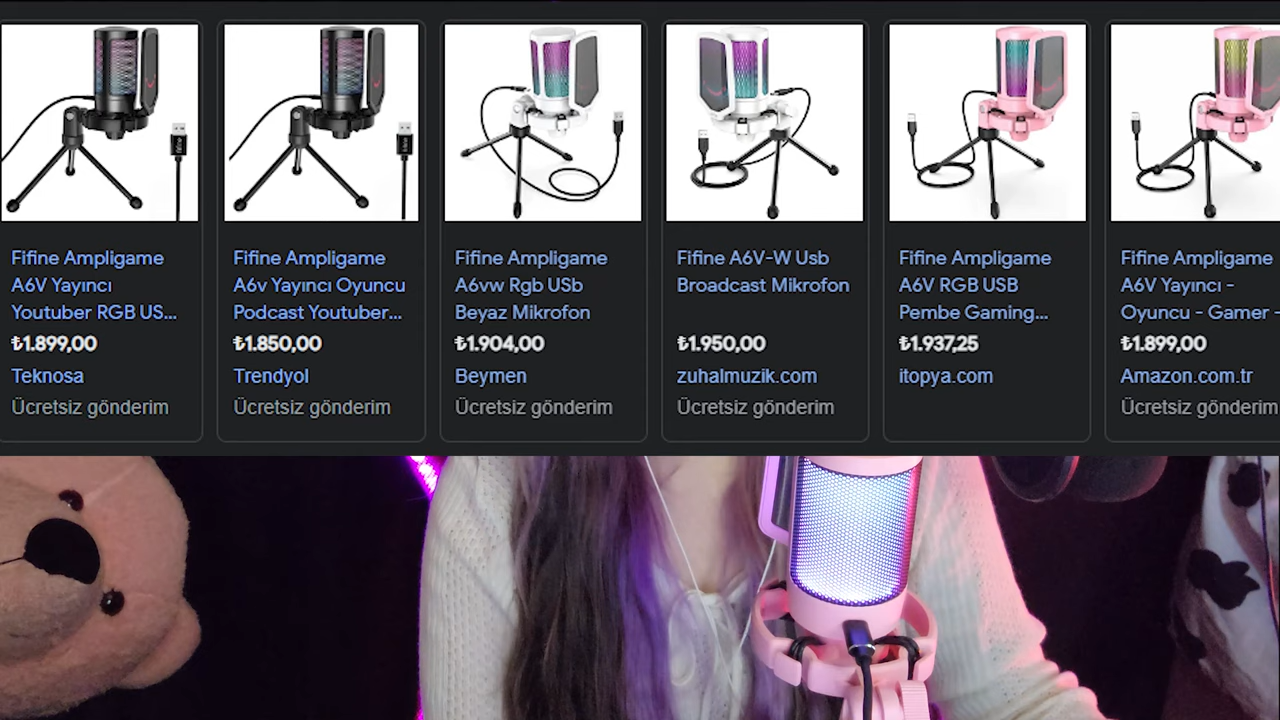 Fifine Ampligame
A6V Yayıncı
Youtuber RGB US...
₺1.899,00
Teknosa
Ücretsiz gönderim
Fifine Ampligame
A6v Yayıncı Oyuncu
Podcast Youtuber...
₺1.850,00
Trendyol
Ücretsiz gönderim
Fifine Ampligame
A6vw Rgb USb
Beyaz Mikrofon
₺1.904,00
Beymen
Ücretsiz gönderim
Fifine A6V-W Usb
Broadcast Mikrofon
₺1.950,00
zuhalmuzik.com
Ücretsiz gönderim
Fifine Ampligame
A6V RGB USB
Pembe Gaming...
₺1.937,25
itopya.com
Fifine Ampligame
A6V Yayıncı -
Oyuncu - Gamer -
₺1.899,00
Amazon.com.tr
Ücretsiz gönderim